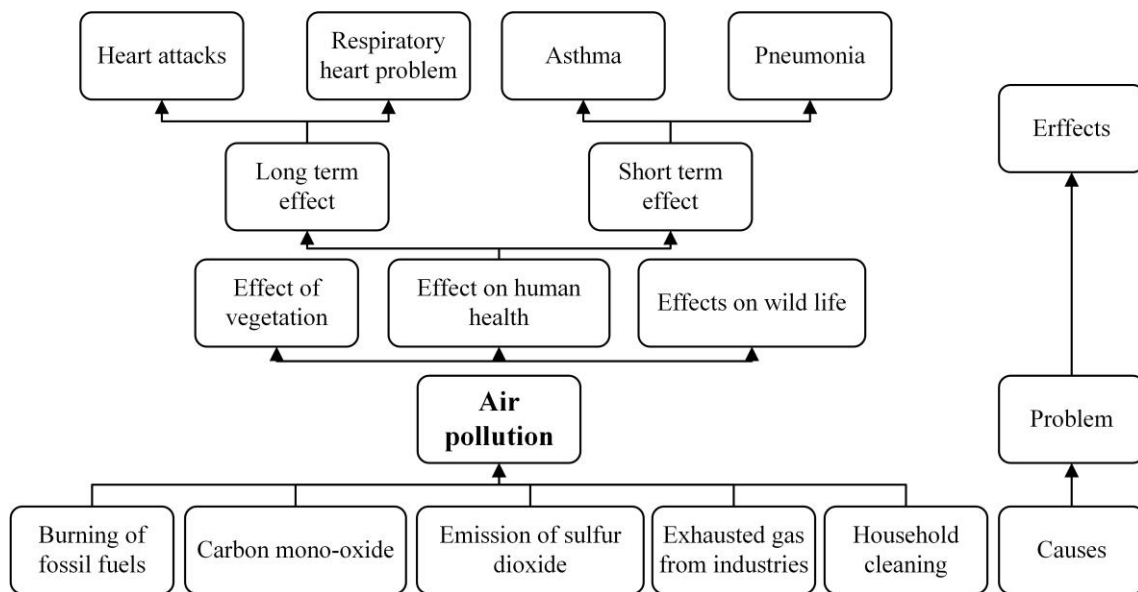 Heart attacks
Respiratory
heart problem
Asthma
Pneumonia
Erffects
Long term
effect
Short term
effect
Effect of
vegetation
Effect on human
health
Effects on wild life
Air
pollution
Problem
Burning of
fossil fuels
Carbon mono-oxide
Emission of sulfur
dioxide
Exhausted gas
from industries
Household
cleaning
Causes